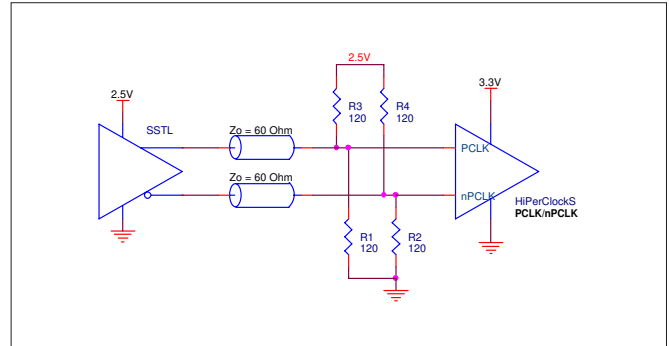 2.5V
3.3V
2.5V
SSTL
R3
120
R4
120
Zo = 60 Ohm
PCLK
Zo = 60 Ohm
nPCLK
HiPerClockS
PCLK/nPCLK
R1
120
R2
120